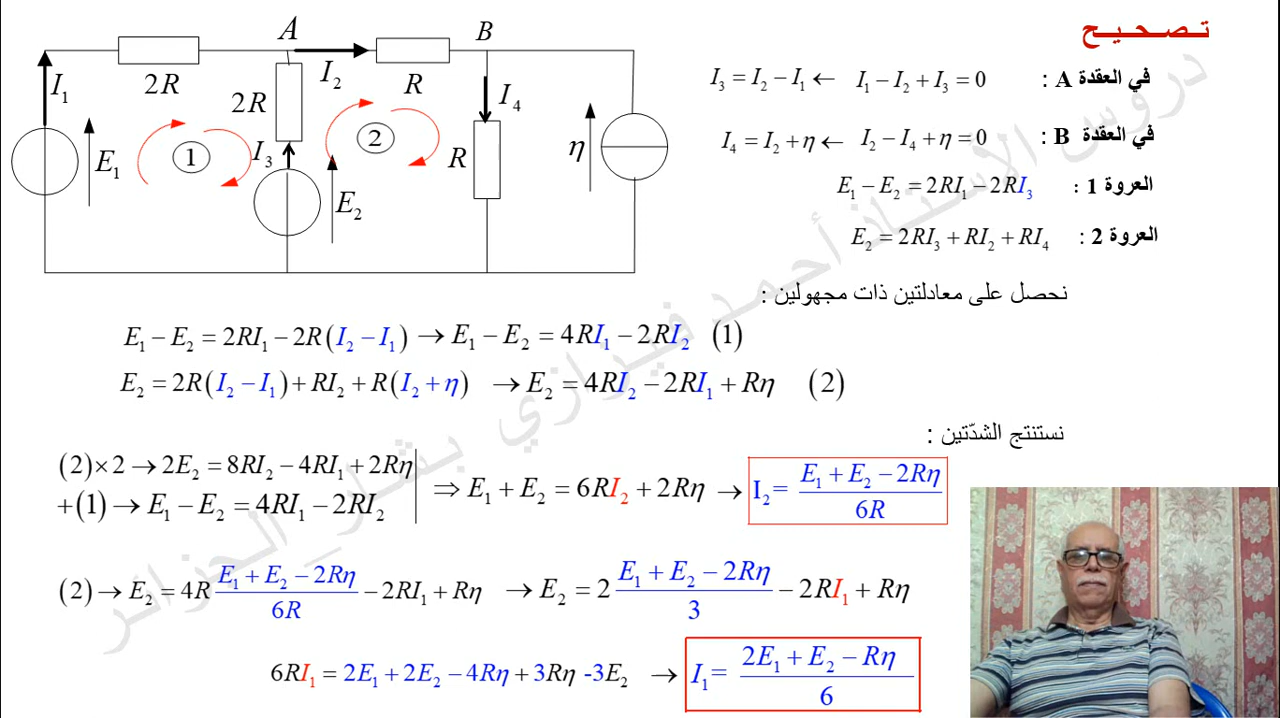 تـصـحـيـح
في العقدة A : I₁ − I₂ + I₃ = 0 → I₃ = I₂ − I₁
في العقدة B : I₂ − I₄ + η = 0 → I₄ = I₂ + η
العروة 1 : E₁ − E₂ = 2RI₁ − 2RI₃
العروة 2 : E₂ = 2RI₃ + RI₂ + RI₄
A
B
I₁
2R
I₂
R
2R
I₄
I₃
1
2
E₁
E₂
R
η
نحصل على معادلتين ذات مجهولين :
E₁ − E₂ = 2RI₁ − 2R(I₂ − I₁) → E₁ − E₂ = 4RI₁ − 2RI₂ (1)
E₂ = 2R(I₂ − I₁) + RI₂ + R(I₂ + η) → E₂ = 4RI₂ − 2RI₁ + Rη (2)
نستنتج الشدّتين :
(2)×2 → 2E₂ = 8RI₂ − 4RI₁ + 2Rη
+(1) → E₁ − E₂ = 4RI₁ − 2RI₂
⇒ E₁ + E₂ = 6RI₂ + 2Rη → I₂ = (E₁ + E₂ − 2Rη) / 6R
(2) → E₂ = 4R (E₁ + E₂ − 2Rη) / 6R − 2RI₁ + Rη → E₂ = 2 (E₁ + E₂ − 2Rη) / 3 − 2RI₁ + Rη
6RI₁ = 2E₁ + 2E₂ − 4Rη + 3Rη -3E₂ → I₁ = (2E₁ + E₂ − Rη) / 6
دروس الأستاذ أحمد فيزازي بشار_الجزائر